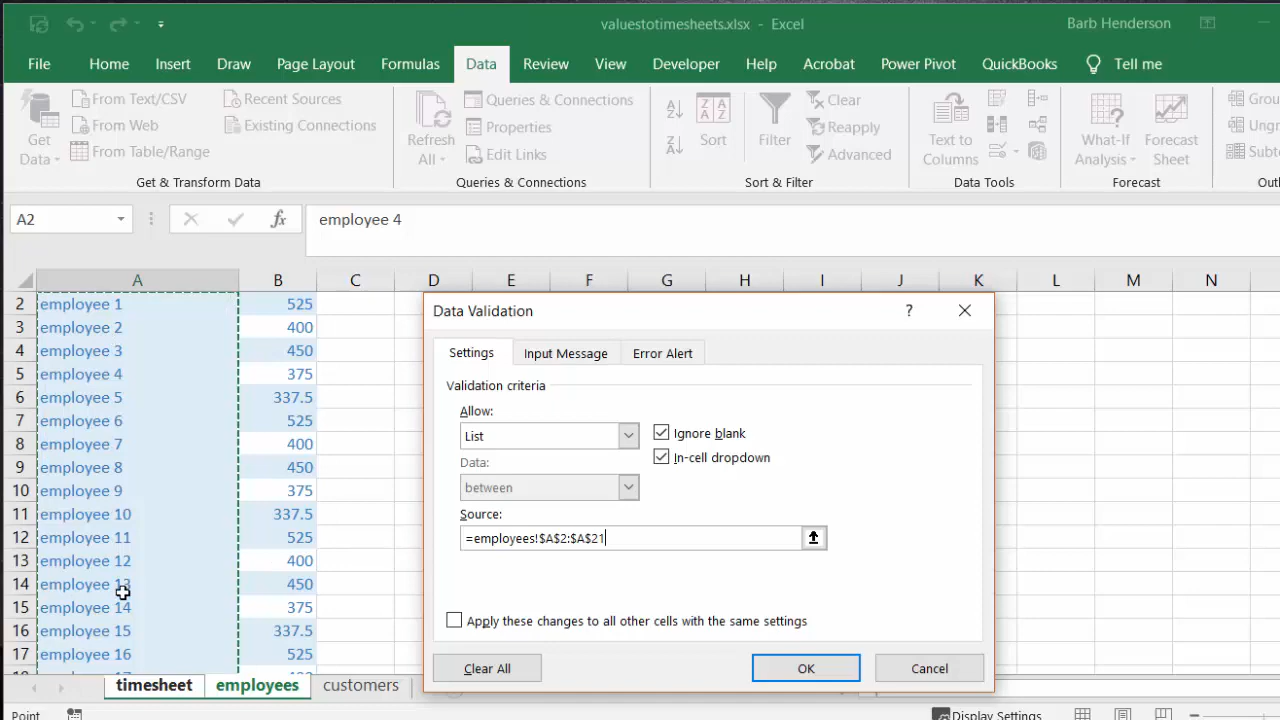 valuestotimesheets.xlsx - Excel
Barb Henderson
File Home Insert Draw Page Layout Formulas Data Review View Developer Help Acrobat Power Pivot QuickBooks Tell me
Get Data
From Text/CSV
From Web
From Table/Range
Recent Sources
Existing Connections
Get & Transform Data
Refresh All
Queries & Connections
Properties
Edit Links
Queries & Connections
Sort
Filter
Clear
Reapply
Advanced
Sort & Filter
Text to Columns
Data Tools
What-If Analysis
Forecast Sheet
Forecast
A2
fx
employee 4
A B C D E F G H I J K L M N
2 employee 1 525
3 employee 2 400
4 employee 3 450
5 employee 4 375
6 employee 5 337.5
7 employee 6 525
8 employee 7 400
9 employee 8 450
10 employee 9 375
11 employee 10 337.5
12 employee 11 525
13 employee 12 400
14 employee 13 450
15 employee 14 375
16 employee 15 337.5
17 employee 16 525
Data Validation
?
Settings Input Message Error Alert
Validation criteria
Allow:
List
Ignore blank
In-cell dropdown
Data:
between
Source:
=employees!$A$2:$A$21
Apply these changes to all other cells with the same settings
Clear All OK Cancel
timesheet employees customers
Point
Display Settings